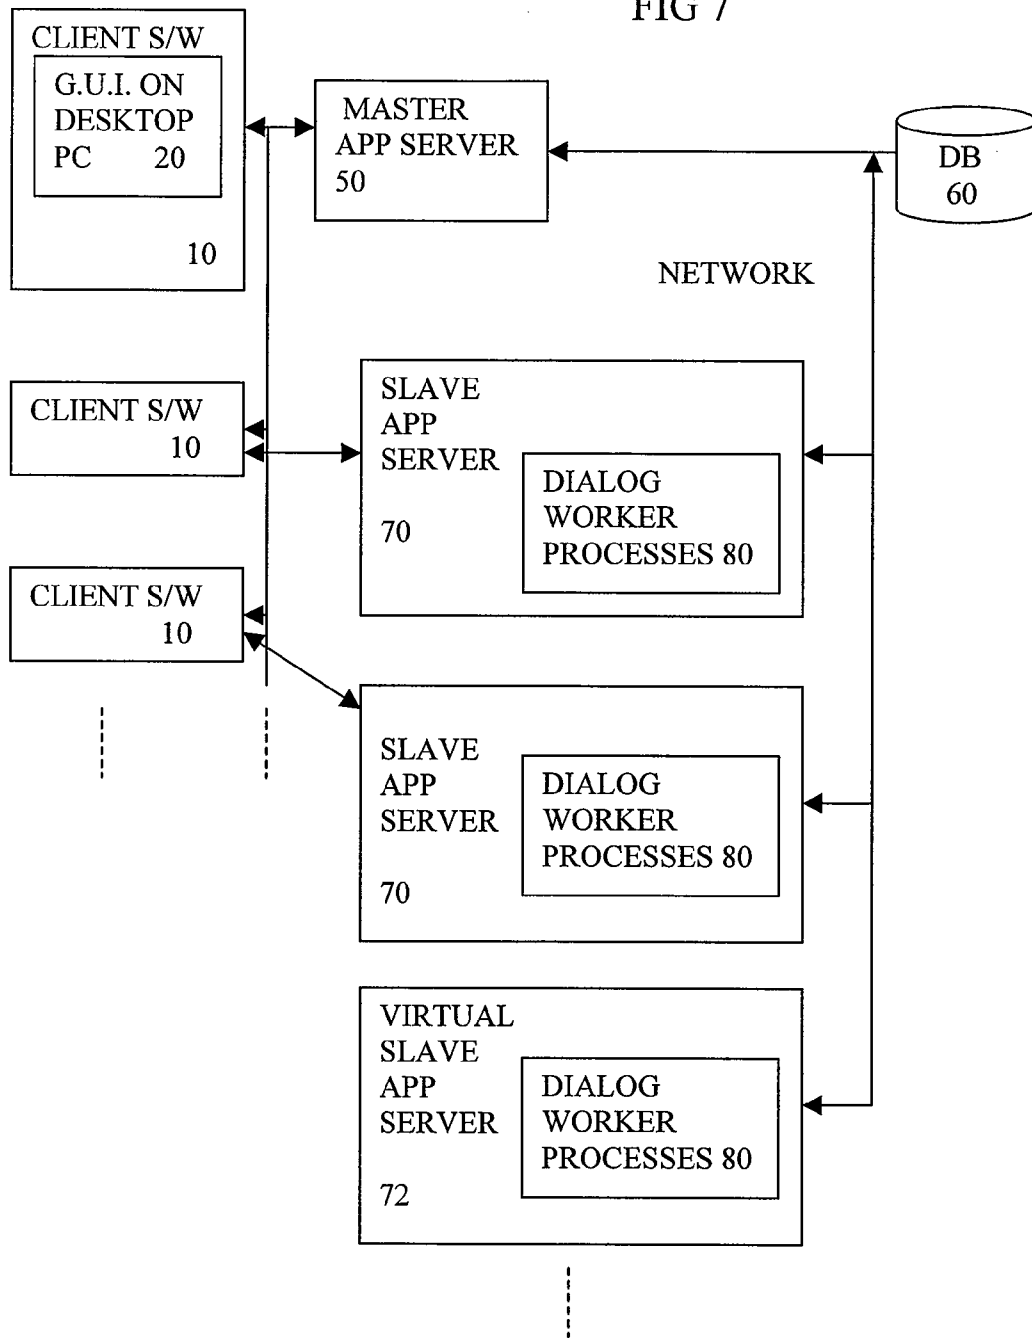 FIG 7
CLIENT S/W
G.U.I. ON
DESKTOP
PC 20
10
MASTER
APP SERVER
50
DB
60
NETWORK
CLIENT S/W
10
SLAVE
APP
SERVER
70
DIALOG
WORKER
PROCESSES 80
CLIENT S/W
10
SLAVE
APP
SERVER
70
DIALOG
WORKER
PROCESSES 80
VIRTUAL
SLAVE
APP
SERVER
72
DIALOG
WORKER
PROCESSES 80